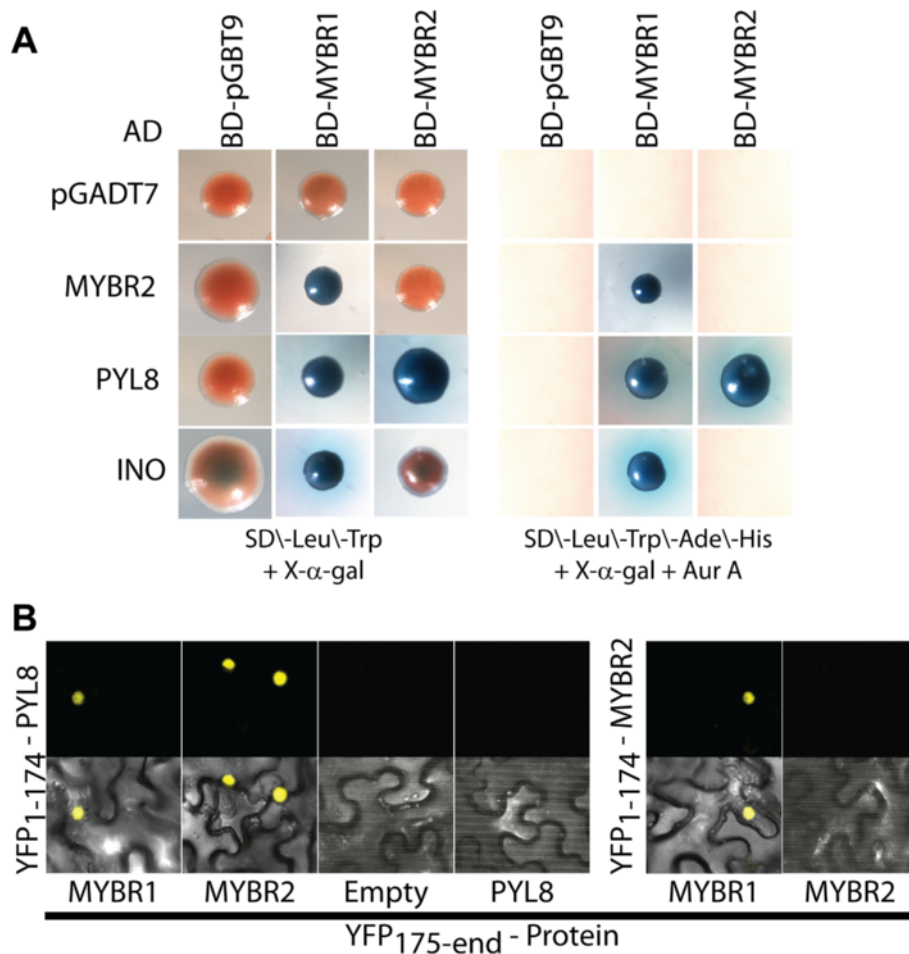 A
AD
BD-pGBT9
BD-MYBR1
BD-MYBR2
BD-pGBT9
BD-MYBR1
BD-MYBR2
pGADT7
MYBR2
PYL8
INO
SD\-Leu\-Trp
+ X-α-gal
SD\-Leu\-Trp\-Ade\-His
+ X-α-gal + Aur A
B
YFP1-174 - PYL8
YFP1-174 - MYBR2
MYBR1 MYBR2 Empty PYL8 MYBR1 MYBR2
YFP175-end - Protein